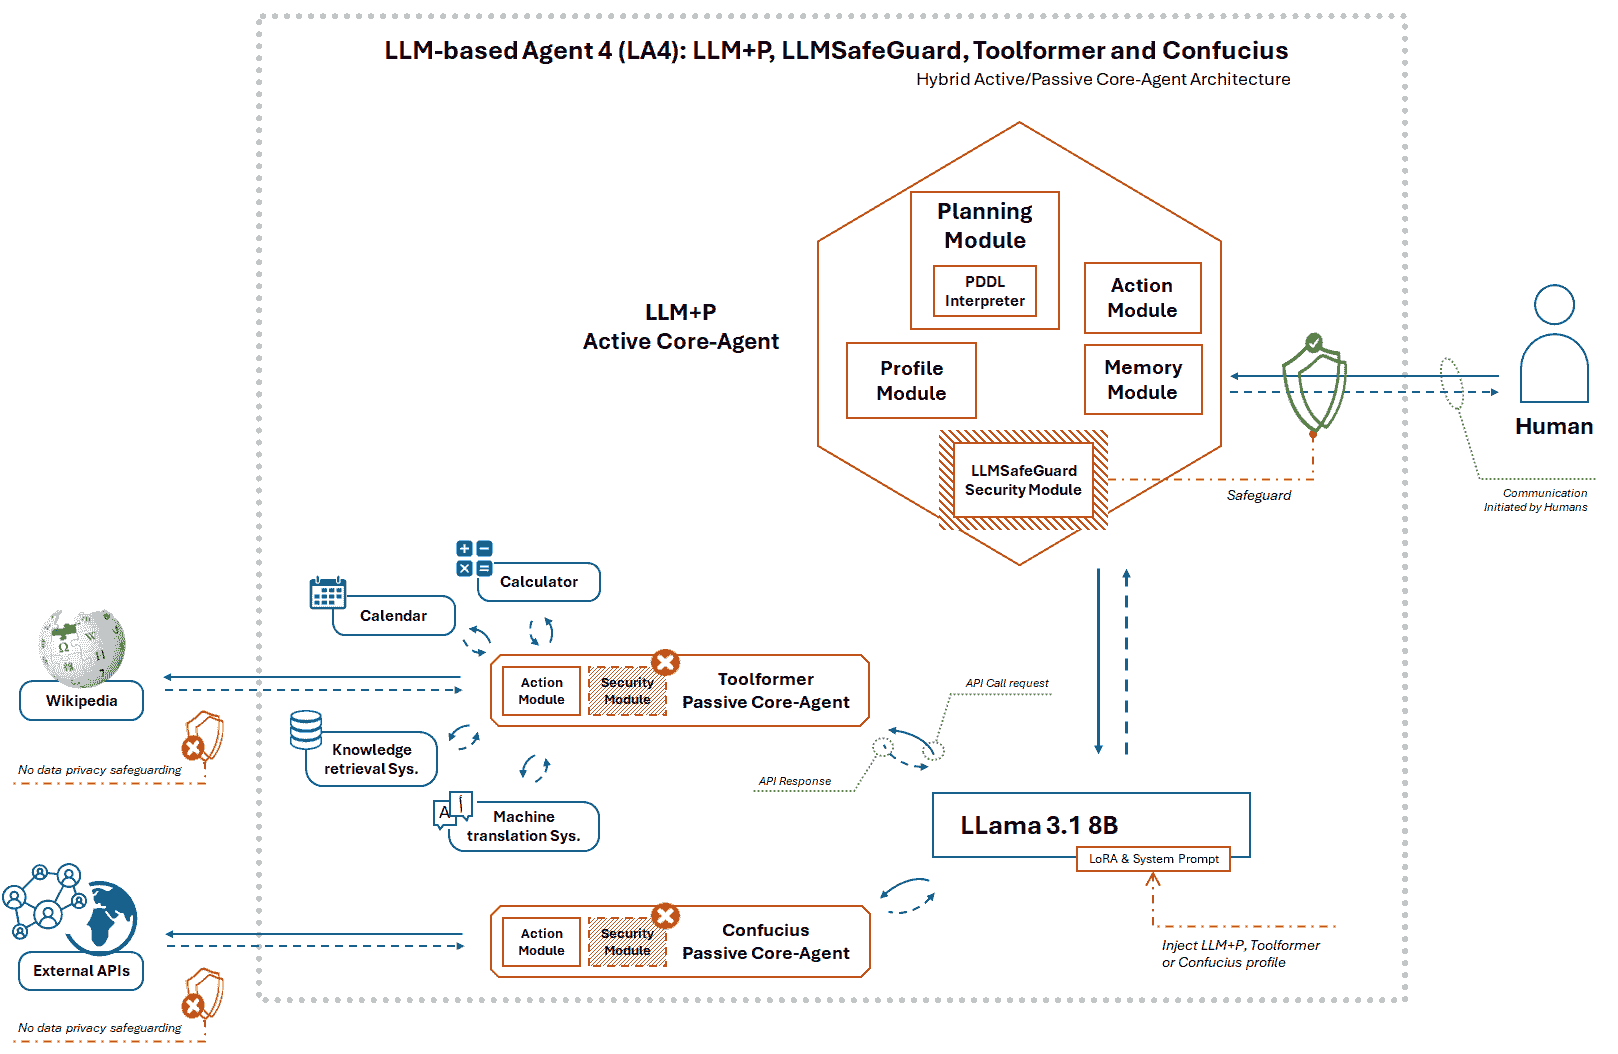 LLM-based Agent 4 (LA4): LLM+P, LLMSafeGuard, Toolformer and Confucius
Hybrid Active/Passive Core-Agent Architecture
Planning
Module
PDDL
Interpreter
Action
Module
LLM+P
Active Core-Agent
Profile
Module
Memory
Module
LLMSafeGuard
Security Module
Safeguard
Human
Communication
Initiated by Humans
Calculator
Calendar
Wikipedia
No data privacy safeguarding
Action
Module
Security
Module
Toolformer
Passive Core-Agent
Knowledge
retrieval Sys.
Machine
translation Sys.
API Call request
API Response
LLama 3.1 8B
LoRA & System Prompt
Inject LLM+P, Toolformer
or Confucius profile
Action
Module
Security
Module
Confucius
Passive Core-Agent
External APIs
No data privacy safeguarding